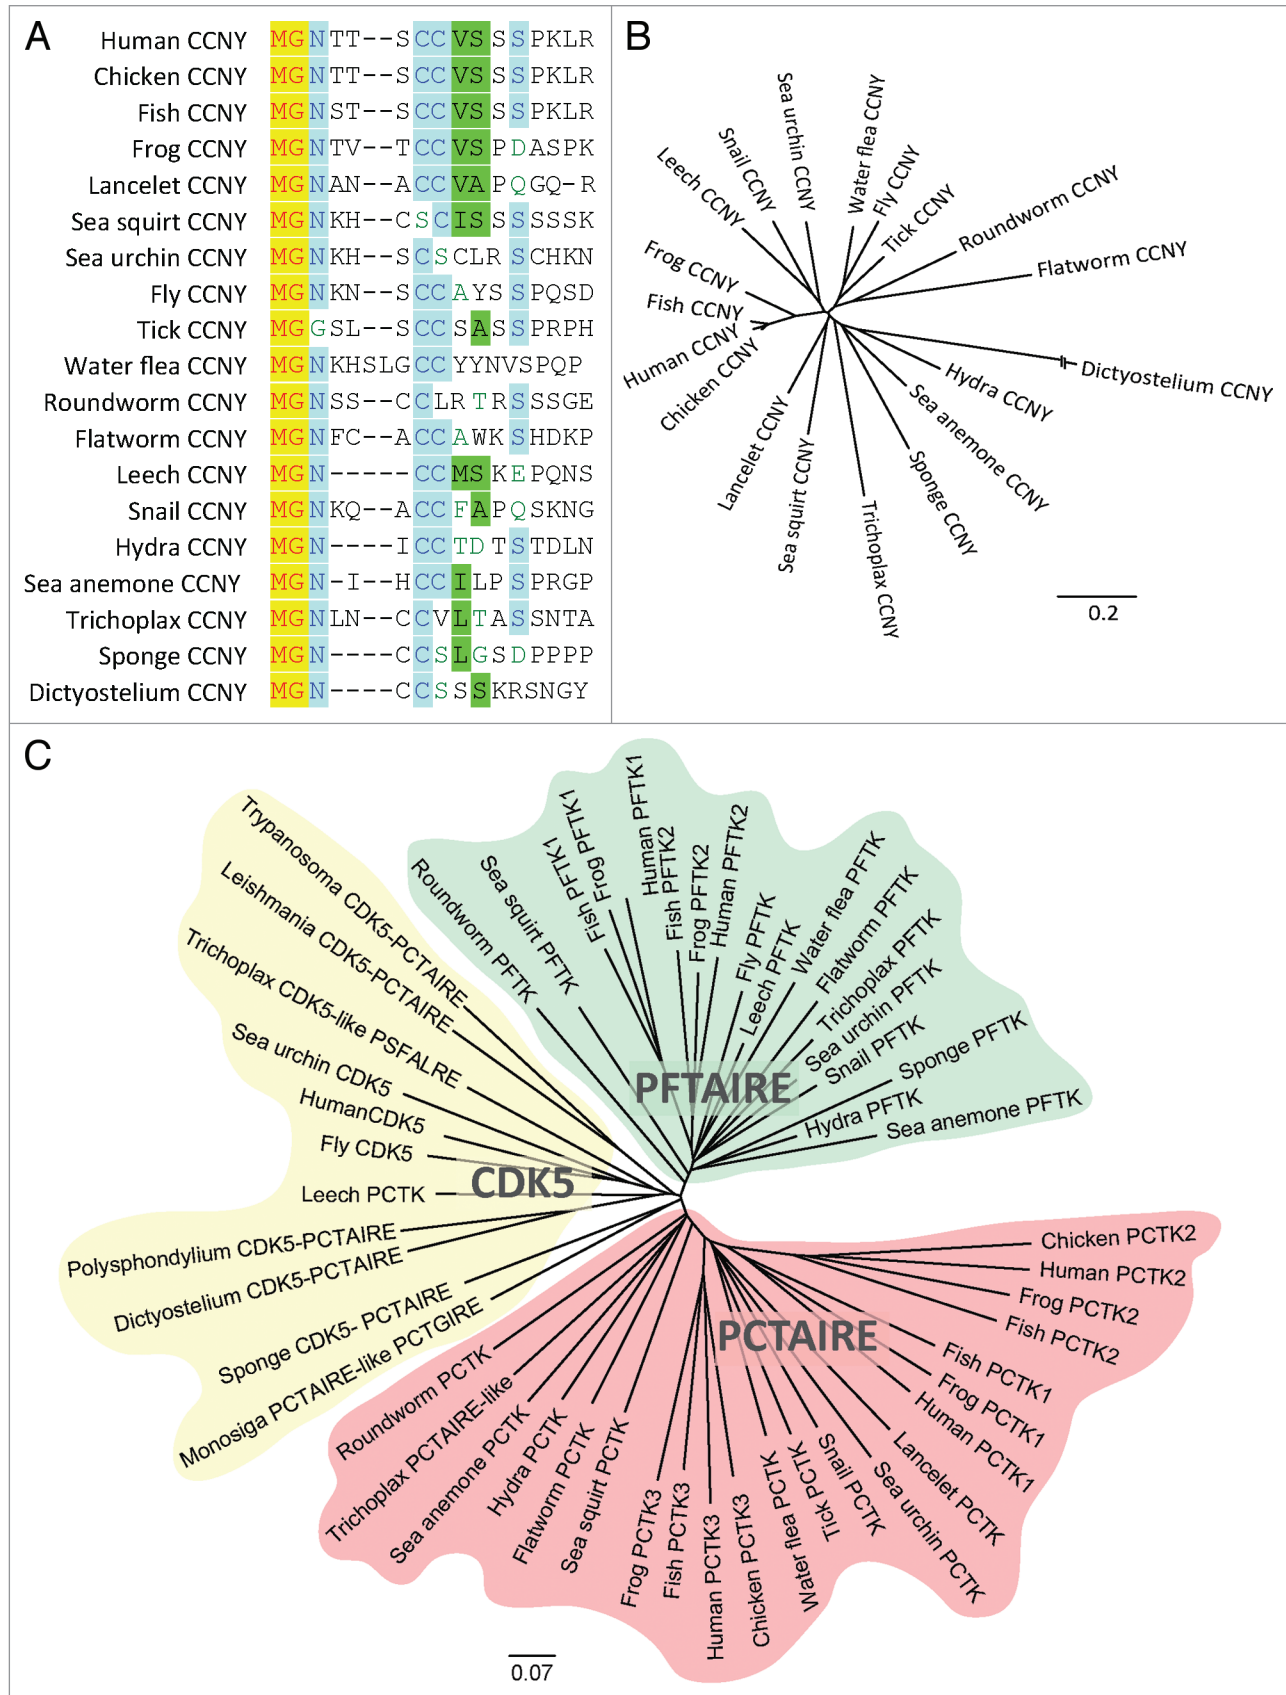 A
Human CCNY MGNTT--SCCVSSSPKLR
Chicken CCNY MGNTT--SCCVSSSPKLR
Fish CCNY MGNST--SCCVSSSPKLR
Frog CCNY MGNTV--TCCVSPDASPK
Lancelet CCNY MGNAN--ACCVAPQGQ-R
Sea squirt CCNY MGNKH--CSCISSSSSSK
Sea urchin CCNY MGNKH--SCSCLRSCHKN
Fly CCNY MGNKN--SCCAYSSPQSD
Tick CCNY MGGSL--SCCSASSPRPH
Water flea CCNY MGNKHSLGCCYYNVSPQP
Roundworm CCNY MGNSS--CCLRTRSSSGE
Flatworm CCNY MGNFC--ACCAWKSHDKP
Leech CCNY MGN-----CCMSKEPQNS
Snail CCNY MGNKQ--ACCFAPQSKNG
Hydra CCNY MGN----ICCTDTSTDLN
Sea anemone CCNY MGN-I--HCCILPSPRGP
Trichoplax CCNY MGNLN--CCVLTASSNTA
Sponge CCNY MGN----CCSLGSDPPPP
Dictyostelium CCNY MGN----CCSSSKRSNGY
B
Sea urchin CCNY
Water flea CCNY
Snail CCNY
Fly CCNY
Leech CCNY
Tick CCNY
Roundworm CCNY
Flatworm CCNY
Frog CCNY
Fish CCNY
Human CCNY
Chicken CCNY
Dictyostelium CCNY
Hydra CCNY
Sea anemone CCNY
Lancelet CCNY
Sea squirt CCNY
Sponge CCNY
Trichoplax CCNY
0.2
C
Trypanosoma CDK5-PCTAIRE
Leishmania CDK5-PCTAIRE
Trichoplax CDK5-like PSFALRE
Sea urchin CDK5
HumanCDK5
Fly CDK5
Leech PCTK
Polysphondylium CDK5-PCTAIRE
Dictyostelium CDK5-PCTAIRE
Sponge CDK5- PCTAIRE
Monosiga PCTAIRE-like PCTGIRE
CDK5
Roundworm PFTK
Sea squirt PFTK
Fish PFTK1
Frog PFTK1
Human PFTK1
Fish PFTK2
Frog PFTK2
Human PFTK2
Fly PFTK
Leech PFTK
Water flea PFTK
Flatworm PFTK
Trichoplax PFTK
Sea urchin PFTK
Snail PFTK
Sponge PFTK
Hydra PFTK
Sea anemone PFTK
PFTAIRE
Chicken PCTK2
Human PCTK2
Frog PCTK2
Fish PCTK2
Fish PCTK1
Frog PCTK1
Human PCTK1
Lancelet PCTK
Sea urchin PCTK
Snail PCTK
Tick PCTK
Water flea PCTK
Chicken PCTK3
Human PCTK3
Fish PCTK3
Frog PCTK3
Sea squirt PCTK
Flatworm PCTK
Hydra PCTK
Sea anemone PCTK
Trichoplax PCTAIRE-like
Roundworm PCTK
PCTAIRE
0.07